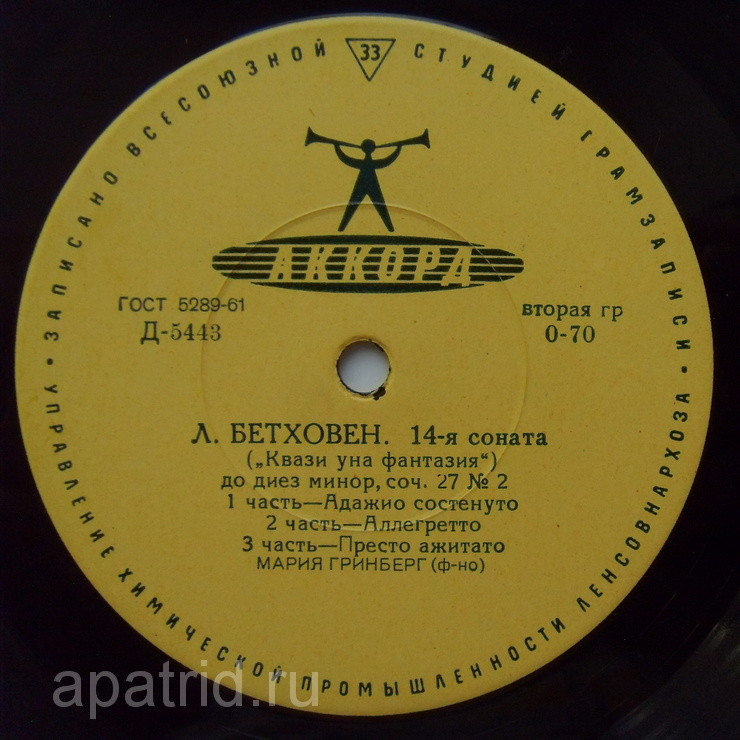 ЗАПИСАНО ВСЕСОЮЗНОЙ СТУДИЕЙ ГРАМЗАПИСИ
33
АККОРД
ГОСТ 5289-61
вторая гр
Д-5443
0-70
Л. БЕТХОВЕН. 14-я соната
(„Квази уна фантазия“)
до диез минор, соч. 27 № 2
1 часть—Адажио состенуто
2 часть—Аллегретто
3 часть—Престо ажитато
МАРИЯ ГРИНБЕРГ (ф-но)
• УПРАВЛЕНИЕ ХИМИЧЕСКОЙ ПРОМЫШЛЕННОСТИ ЛЕНСОВНАРХОЗА •
apatrid.ru